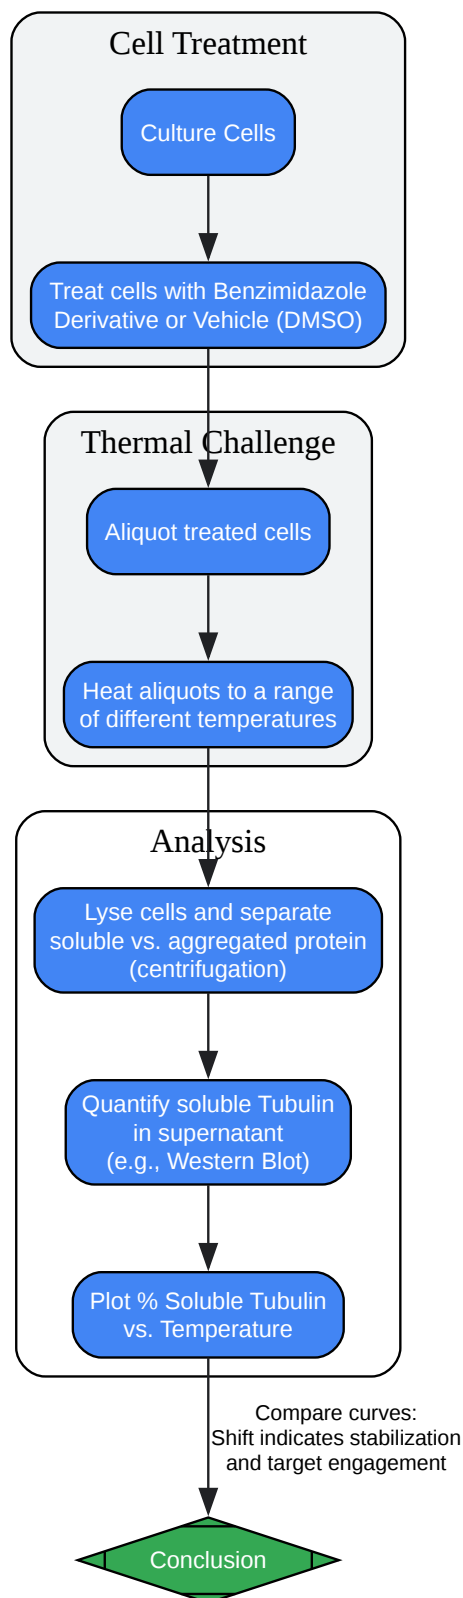 Cell Treatment
Culture Cells
Treat cells with Benzimidazole
Derivative or Vehicle (DMSO)
Thermal Challenge
Aliquot treated cells
Heat aliquots to a range
of different temperatures
Analysis
Lyse cells and separate
soluble vs. aggregated protein
(centrifugation)
Quantify soluble Tubulin
in supernatant
(e.g., Western Blot)
Plot % Soluble Tubulin
vs. Temperature
Compare curves:
Shift indicates stabilization
and target engagement
Conclusion